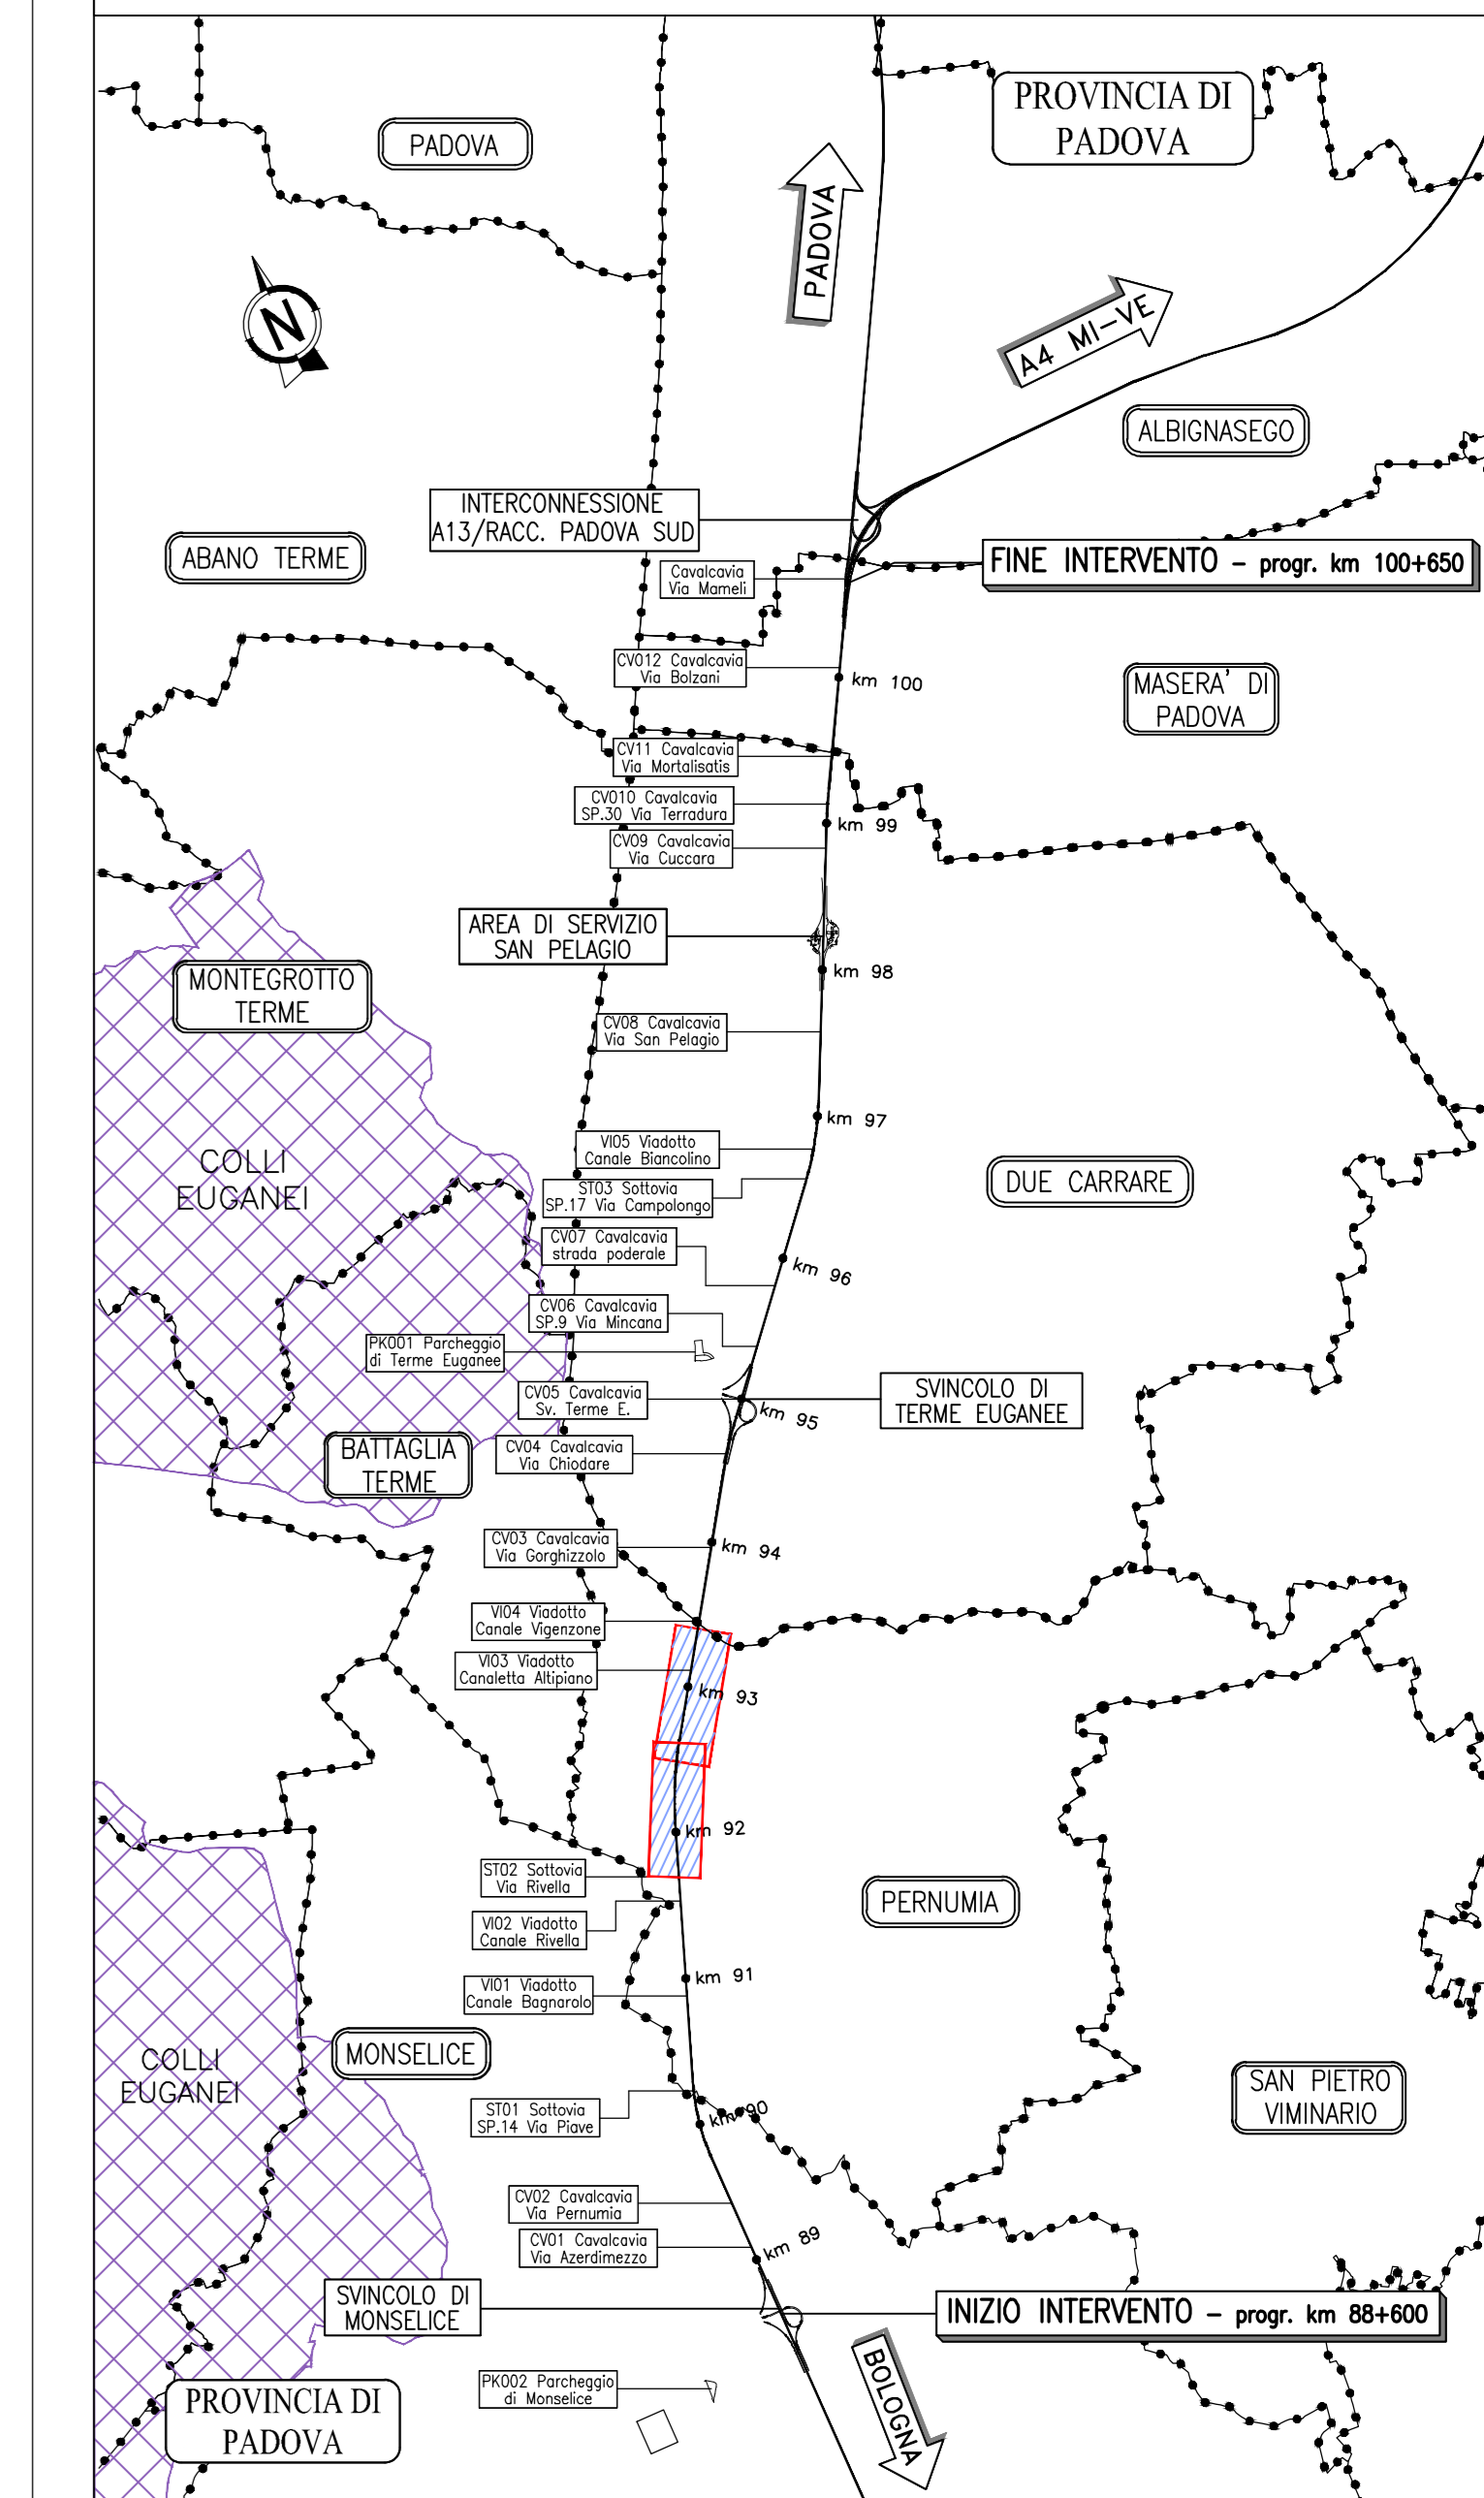 PROVINCIA DI
PADOVA
PADOVA
PADOVA
N
A4 MI-VE
ALBIGNASEGO
INTERCONNESSIONE
A13/RACC. PADOVA SUD
ABANO TERME
FINE INTERVENTO - progr. km 100+650
Cavalcavia
Via Mameli
CV012 Cavalcavia
Via Bolzani
km 100
MASERA' DI
PADOVA
CV11 Cavalcavia
Via Mortalisatis
CV010 Cavalcavia
SP.30 Via Terradura
km 99
CV09 Cavalcavia
Via Cuccara
AREA DI SERVIZIO
SAN PELAGIO
km 98
MONTEGROTTO
TERME
CV08 Cavalcavia
Via San Pelagio
km 97
VI05 Viadotto
Canale Biancolino
COLLI
EUGANEI
DUE CARRARE
ST03 Sottovia
SP.17 Via Campolongo
CV07 Cavalcavia
strada poderale
km 96
CV06 Cavalcavia
SP.9 Via Mincana
PK001 Parcheggio
di Terme Euganee
CV05 Cavalcavia
Sv. Terme E.
SVINCOLO DI
TERME EUGANEE
km 95
BATTAGLIA
TERME
CV04 Cavalcavia
Via Chiodare
CV03 Cavalcavia
Via Gorghizzolo
km 94
VI04 Viadotto
Canale Vigenzone
VI03 Viadotto
Canaletta Altipiano
km 93
km 92
ST02 Sottovia
Via Rivella
PERNUMIA
VI02 Viadotto
Canale Rivella
km 91
VI01 Viadotto
Canale Bagnarolo
MONSELICE
COLLI
EUGANEI
SAN PIETRO
VIMINARIO
km 90
ST01 Sottovia
SP.14 Via Piave
CV02 Cavalcavia
Via Pernumia
CV01 Cavalcavia
Via Azerdimezzo
km 89
SVINCOLO DI
MONSELICE
INIZIO INTERVENTO - progr. km 88+600
PK002 Parcheggio
di Monselice
BOLOGNA
PROVINCIA DI
PADOVA